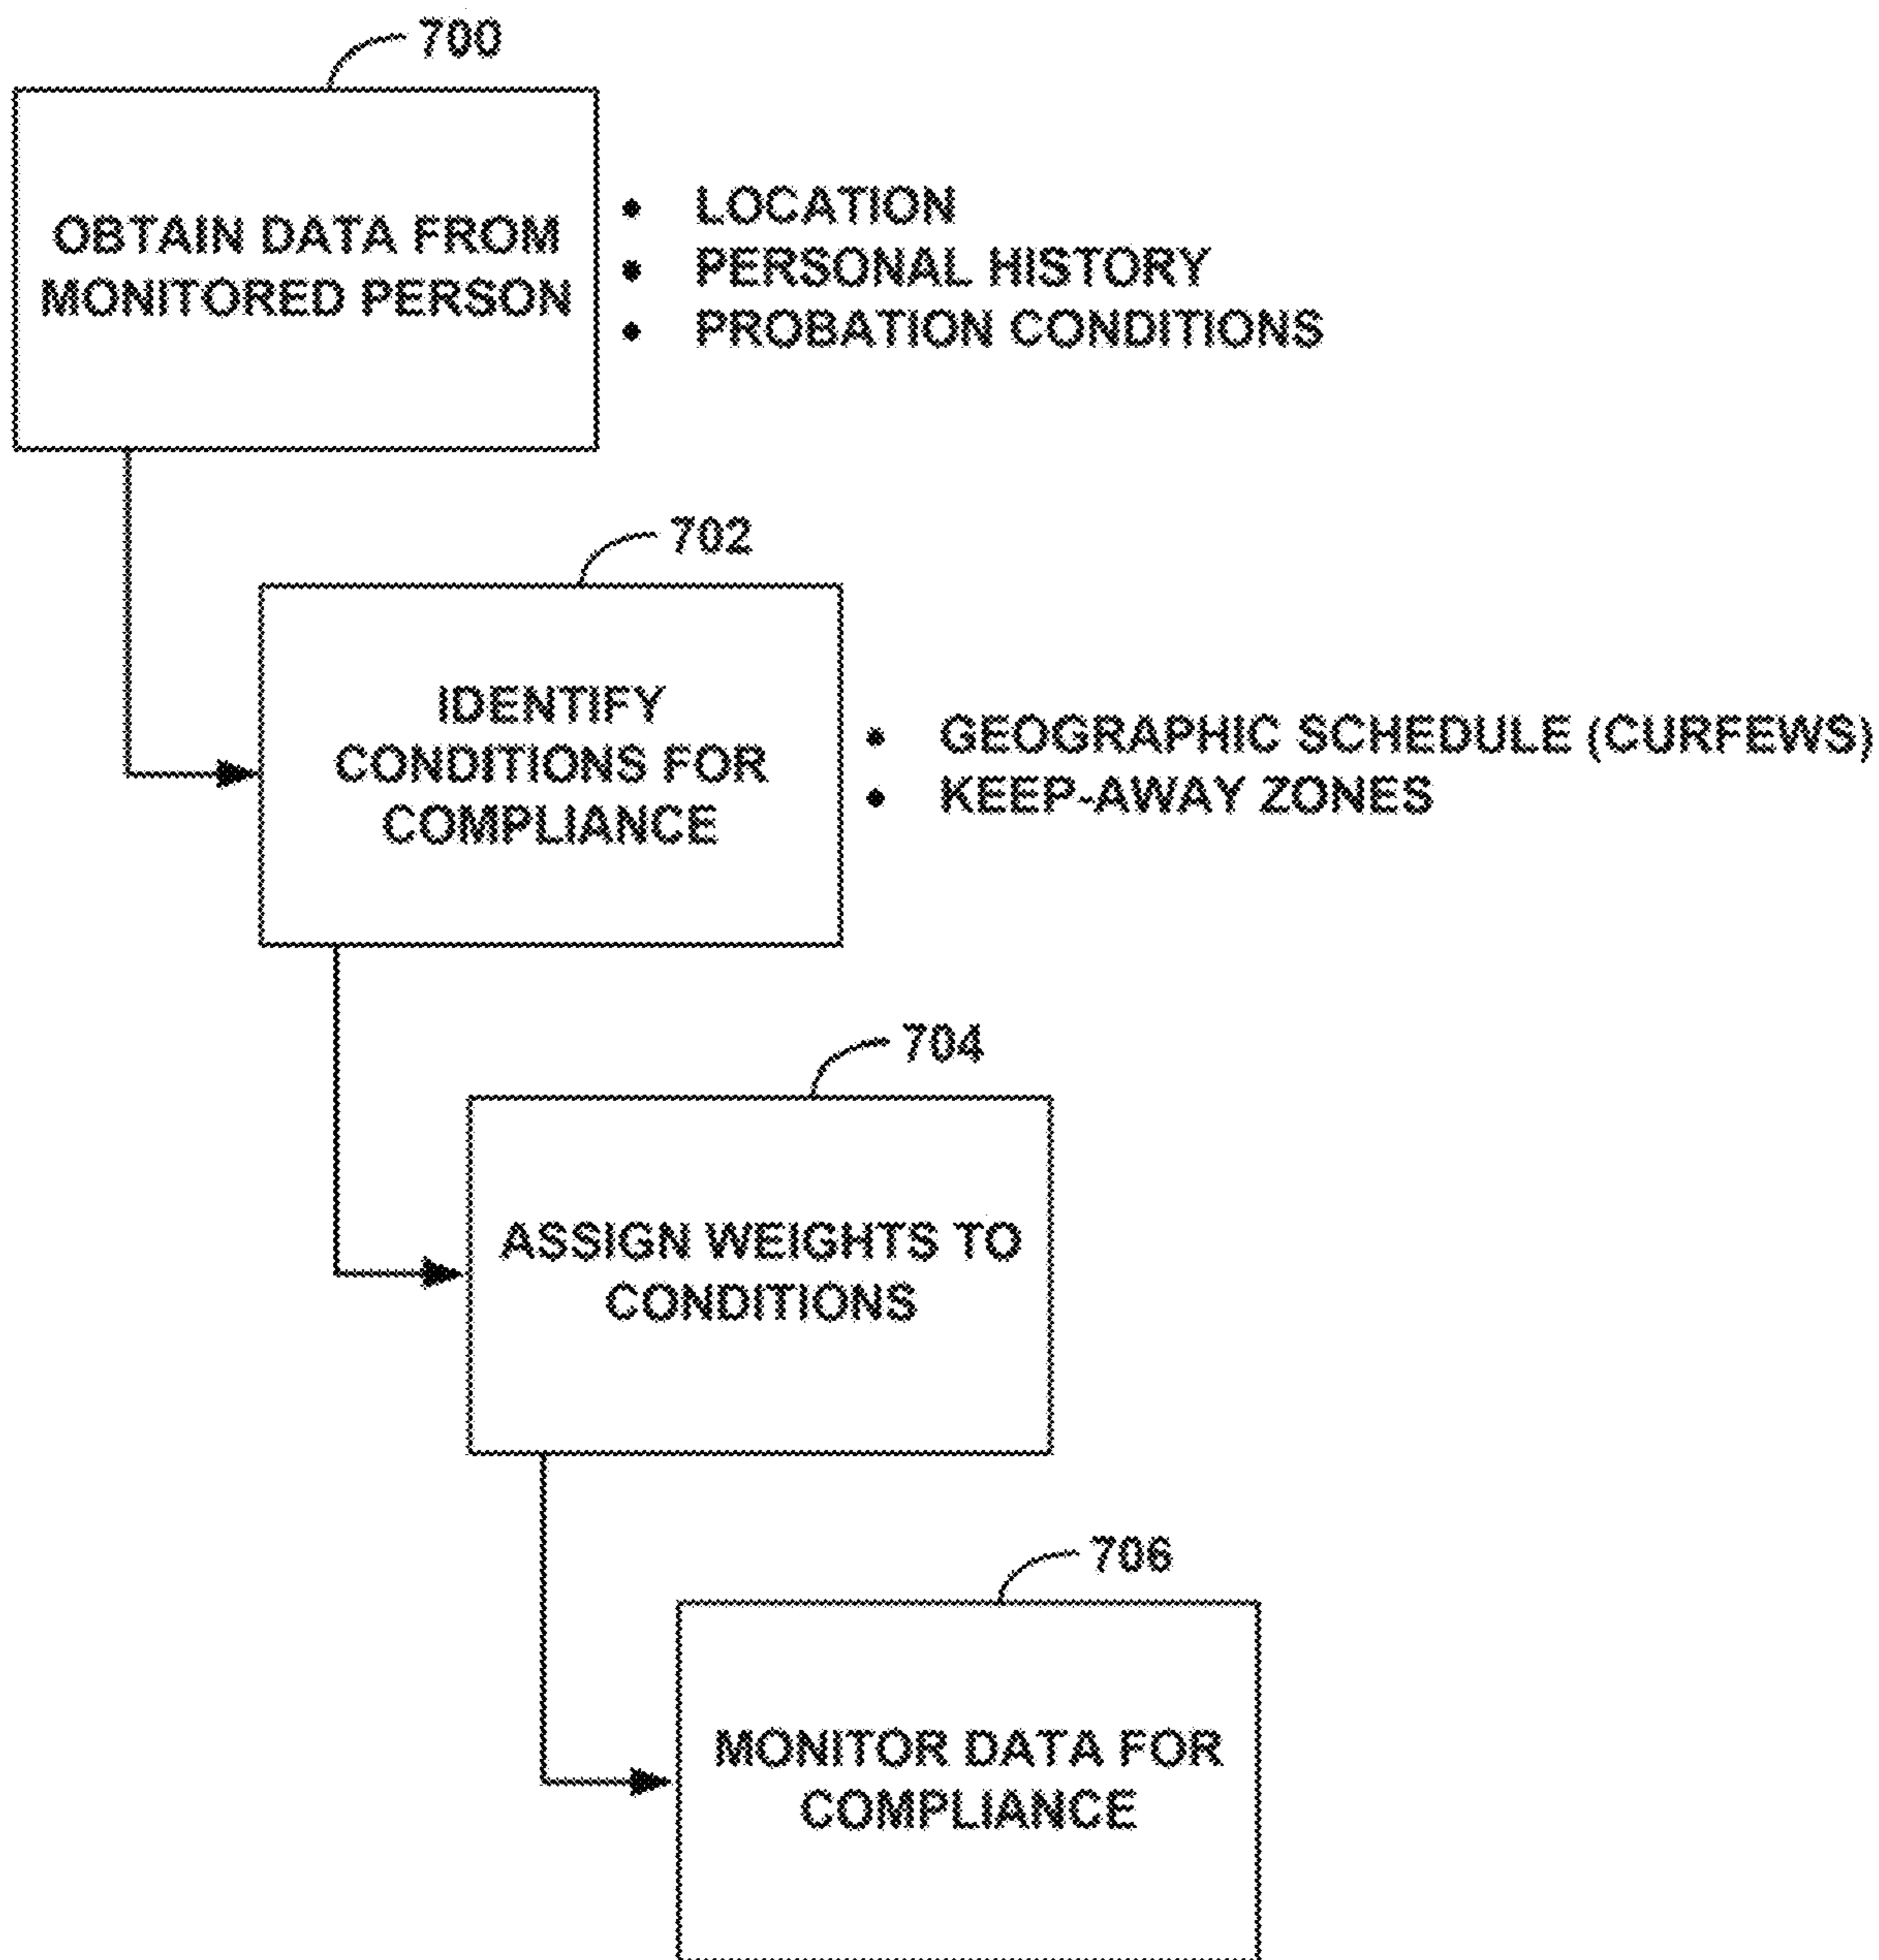 700
OBTAIN DATA FROM
MONITORED PERSON
• LOCATION
• PERSONAL HISTORY
• PROBATION CONDITIONS
702
IDENTIFY
CONDITIONS FOR
COMPLIANCE
• GEOGRAPHIC SCHEDULE (CURFEWS)
• KEEP-AWAY ZONES
704
ASSIGN WEIGHTS TO
CONDITIONS
706
MONITOR DATA FOR
COMPLIANCE